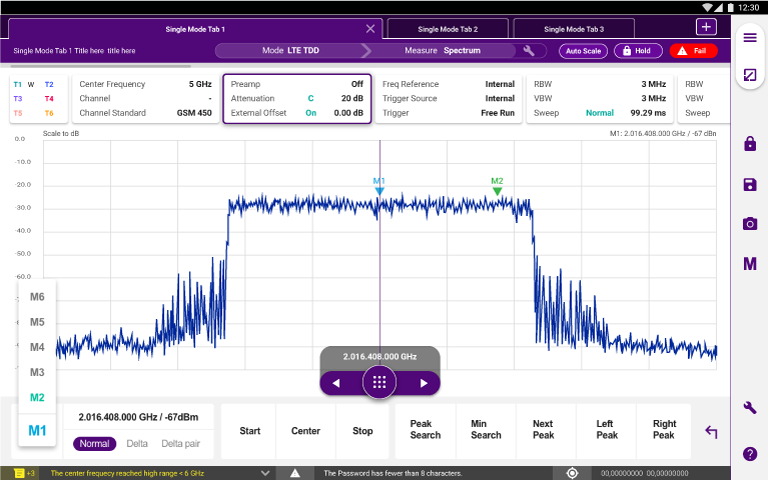 12:30
Single Mode Tab 1
Single Mode Tab 2
Single Mode Tab 3
Single Mode Tab 1 Title here title here
Mode LTE TDD
Measure Spectrum
Auto Scale
Hold
Fail
T1 W T2
T3 T4
T5 T6
Center Frequency 5 GHz
Channel -
Channel Standard GSM 450
Preamp Off
Attenuation C 20 dB
External Offset On 0.00 dB
Freq Reference Internal
Trigger Source Internal
Trigger Free Run
RBW 3 MHz
VBW 3 MHz
Sweep Normal 99.29 ms
RBW
VBW
Sweep
Scale to dB
M1: 2.016.408.000 GHz / -67 dBn
0.0
-10.0
-20.0
-30.0
-40.0
-50.0
-60.0
M1
M2
M6
M5
M4
M3
M2
M1
M
2.016.408.000 GHz
2.016.408.000 GHz / -67dBm
Normal Delta Delta pair
Start
Center
Stop
Peak
Search
Min
Search
Next
Peak
Left
Peak
Right
Peak
+3
The center frequecy reached high range < 6 GHz
The Password has fewer than 8 characters.
00,00000000 00,00000000